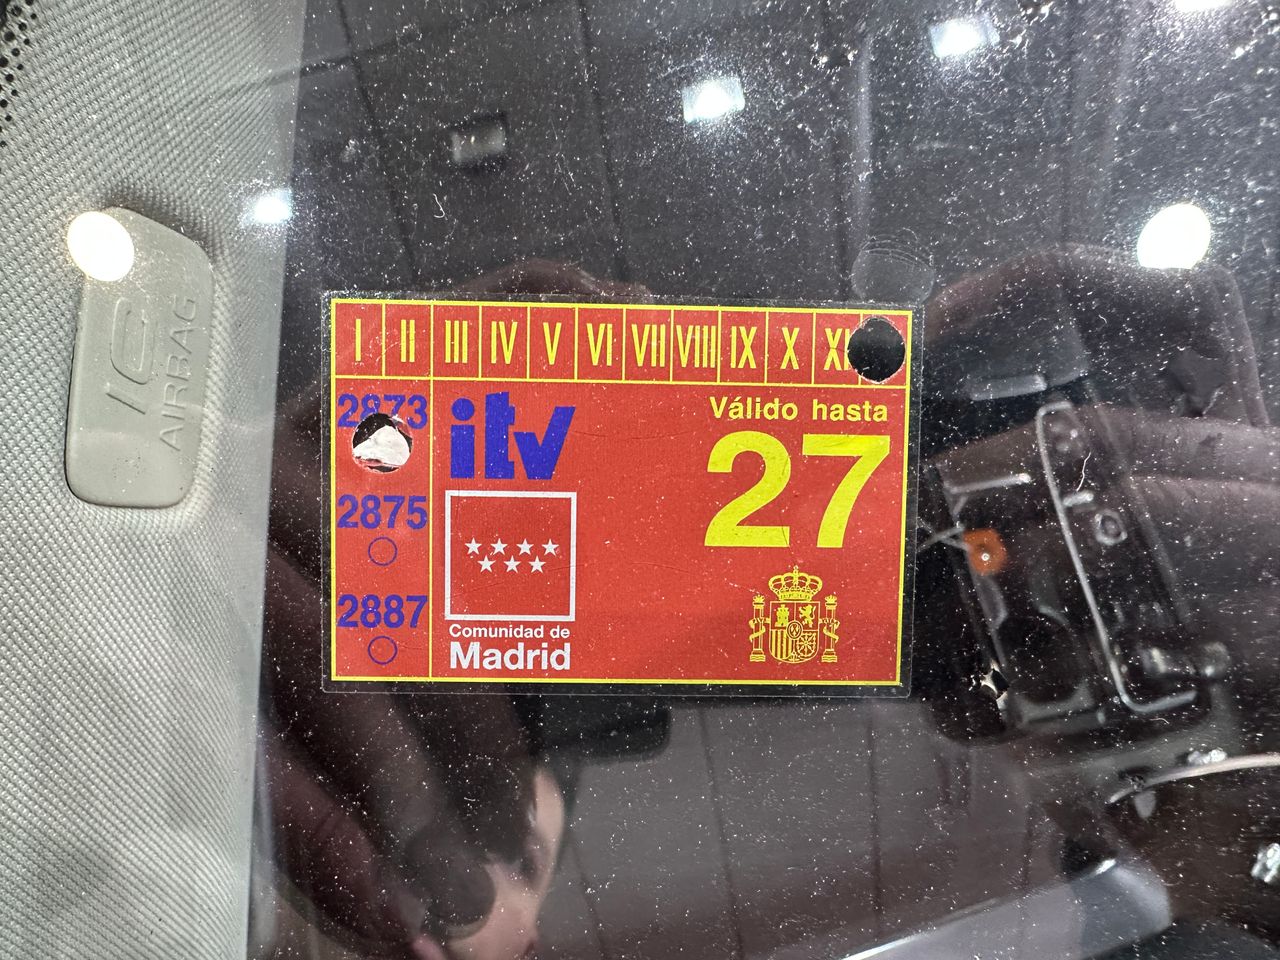 I II III IV V VI VII VIII IX X XI
2873
2875
2887
itv
Comunidad de
Madrid
Válido hasta
27
AIRBAG